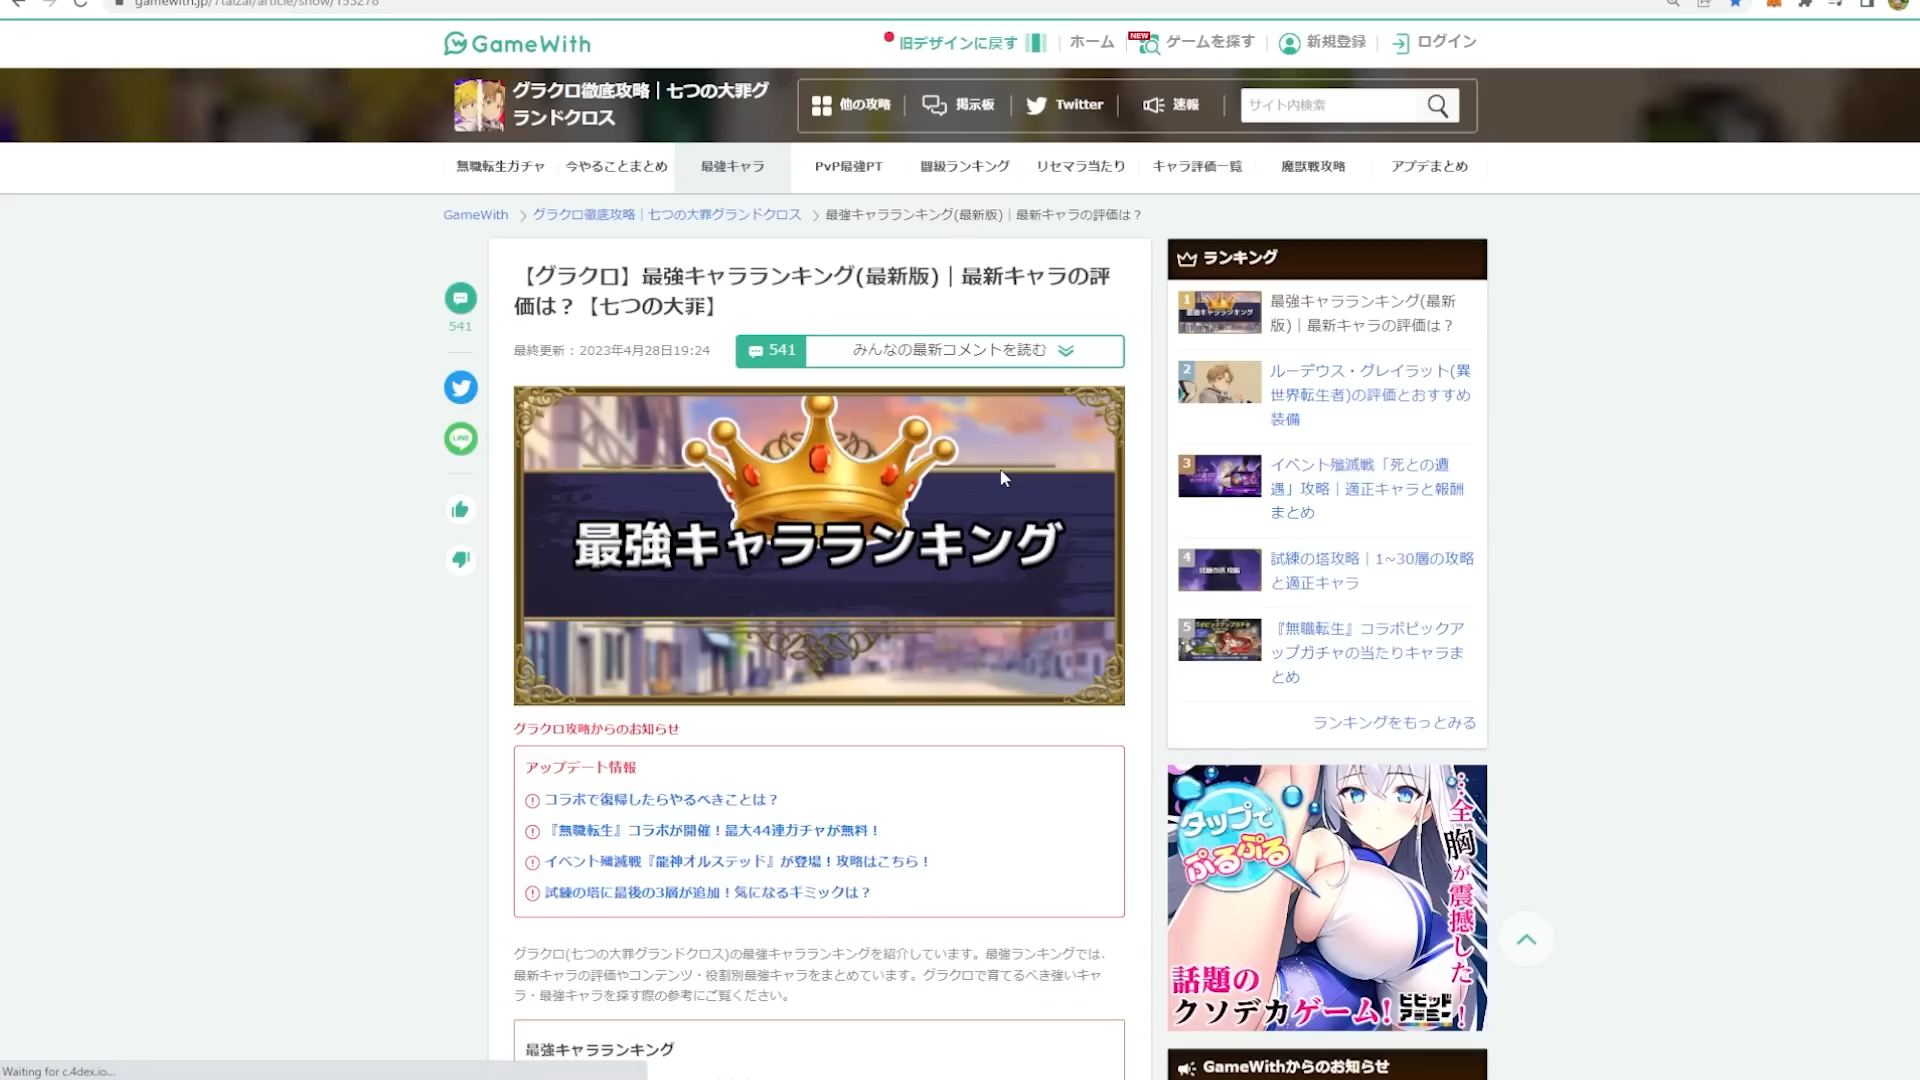 gamewith.jp/7taizai/article/show/153278
GameWith
旧デザインに戻す
ホーム
NEW
ゲームを探す
新規登録
ログイン
グラクロ徹底攻略｜七つの大罪グ
ランドクロス
他の攻略
掲示板
Twitter
速報
サイト内検索
無職転生ガチャ
今やることまとめ
最強キャラ
PvP最強PT
闘級ランキング
リセマラ当たり
キャラ評価一覧
魔獣戦攻略
アプデまとめ
GameWith
グラクロ徹底攻略｜七つの大罪グランドクロス
最強キャラランキング(最新版)｜最新キャラの評価は？
【グラクロ】最強キャラランキング(最新版)｜最新キャラの評
価は？【七つの大罪】
541
最終更新：2023年4月28日19:24
541
みんなの最新コメントを読む
LINE
最強キャラランキング
グラクロ攻略からのお知らせ
アップデート情報
コラボで復帰したらやるべきことは？
『無職転生』コラボが開催！最大44連ガチャが無料！
イベント殲滅戦『龍神オルステッド』が登場！攻略はこちら！
試練の塔に最後の3層が追加！気になるギミックは？
グラクロ(七つの大罪グランドクロス)の最強キャラランキングを紹介しています。最強ランキングでは、
最新キャラの評価やコンテンツ・役割別最強キャラをまとめています。グラクロで育てるべき強いキャ
ラ・最強キャラを探す際の参考にご覧ください。
最強キャラランキング
ランキング
1
最強キャラランキング
最強キャラランキング(最新
版)｜最新キャラの評価は？
2
ルーデウス・グレイラット(異
世界転生者)の評価とおすすめ
装備
3
イベント殲滅戦「死との遭
遇」攻略｜適正キャラと報酬
まとめ
4
試練の塔攻略｜1~30層の攻略
と適正キャラ
5
『無職転生』コラボピックア
ップガチャの当たりキャラま
とめ
ランキングをもっとみる
タップで
ぷるぷる
…全胸が震撼した
話題の
クソデカゲーム!
ビビッド
アーミー！
GameWithからのお知らせ
Waiting for c.4dex.io...